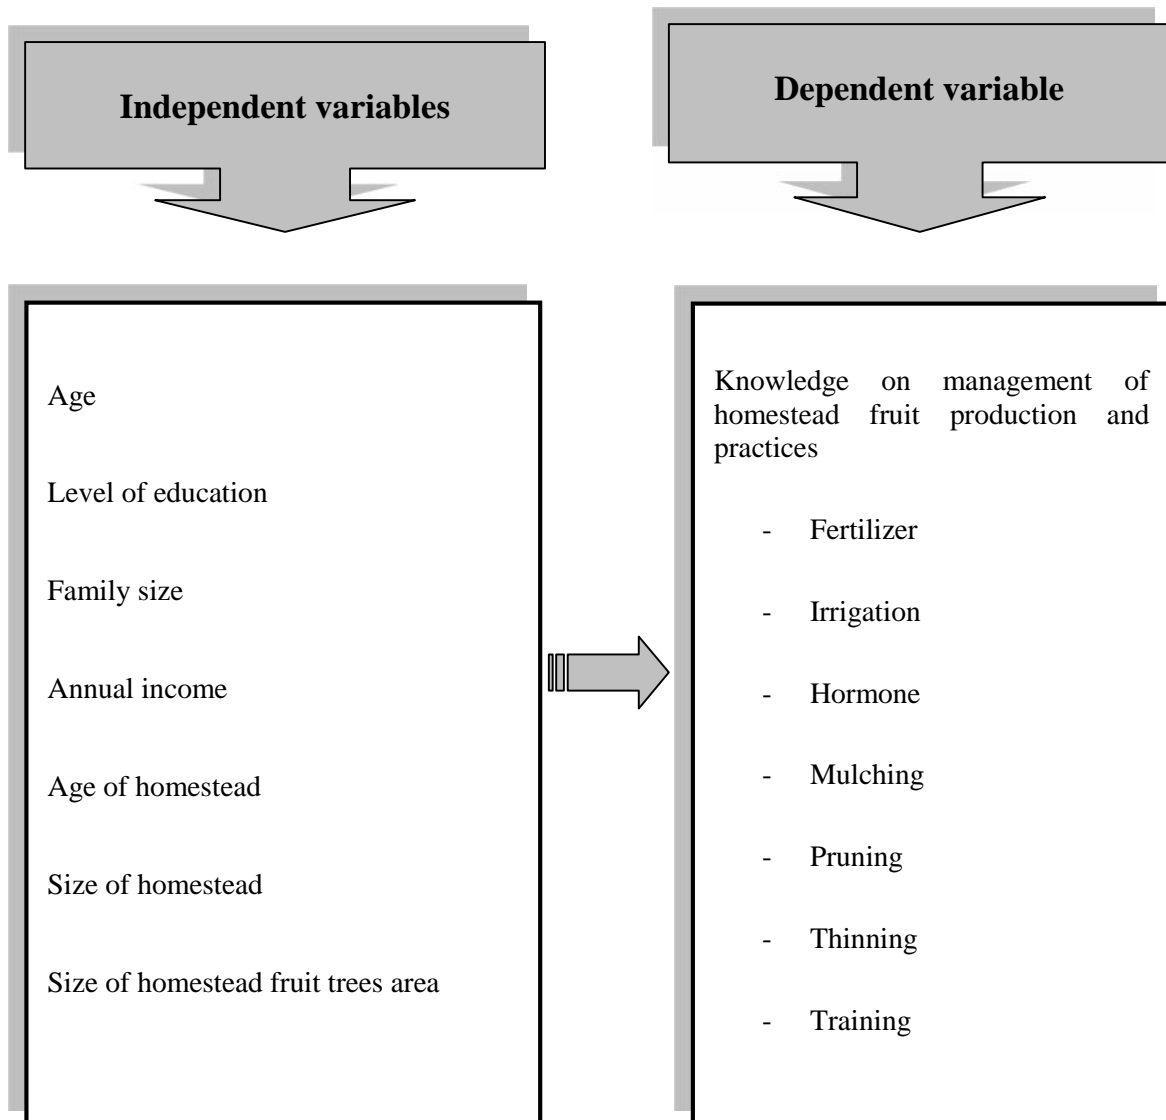 Independent variables
Dependent variable
Age
Level of education
Family size
Annual income
Age of homestead
Size of homestead
Size of homestead fruit trees area
Knowledge on management of
homestead fruit production and
practices
- Fertilizer
- Irrigation
- Hormone
- Mulching
- Pruning
- Thinning
- Training